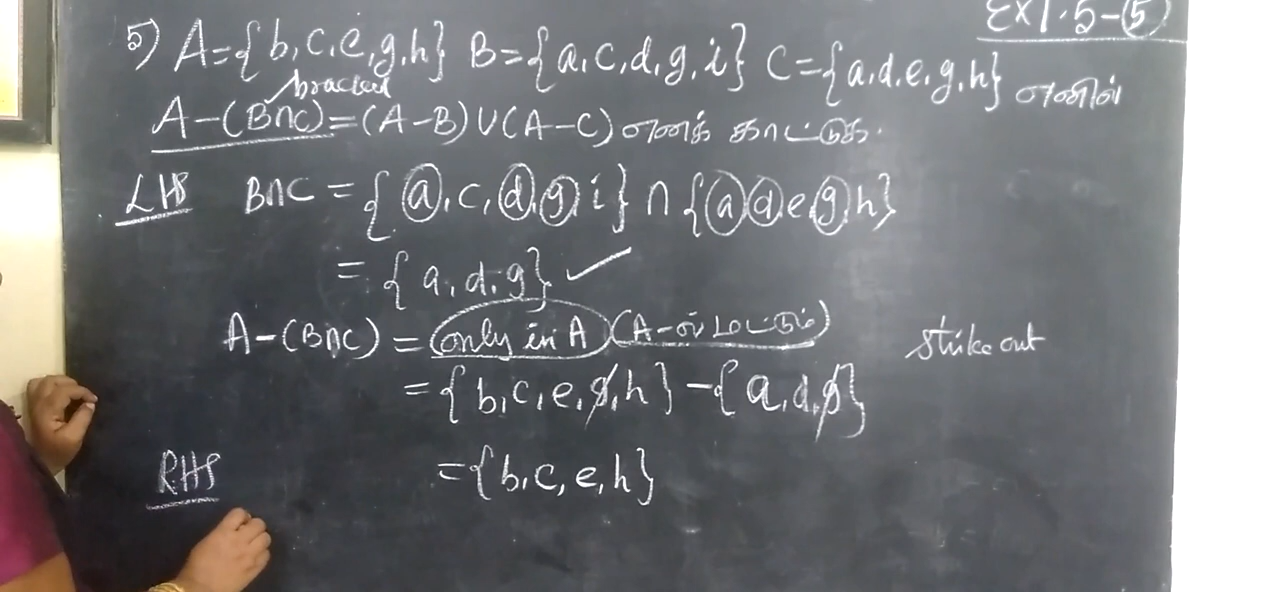 Ex 1.5-5
5) A={b,c,e,g,h} B={a,c,d,g,i} C={a,d,e,g,h} எனில்
bracket
A-(B∩C)=(A-B)∪(A-C) எனக் காட்டுக.
LHS B∩C = {a,c,d,g,i} ∩ {a,d,e,g,h}
= {a,d,g} ✓
A-(B∩C) = only in A (A-ல் மட்டும்) strike out
= {b,c,e,g,h} - {a,d,g}
RHS = {b,c,e,h}